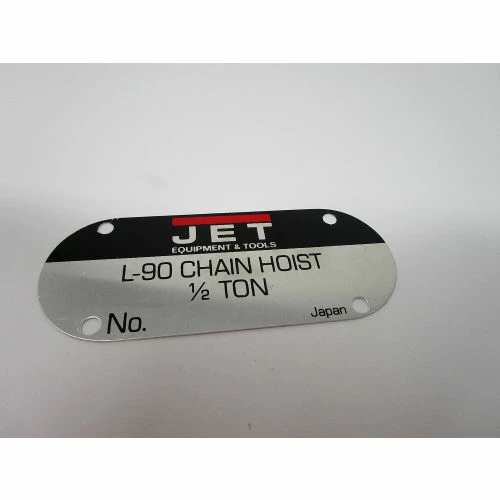 JET
EQUIPMENT & TOOLS
L-90 CHAIN HOIST
½ TON
No.
Japan